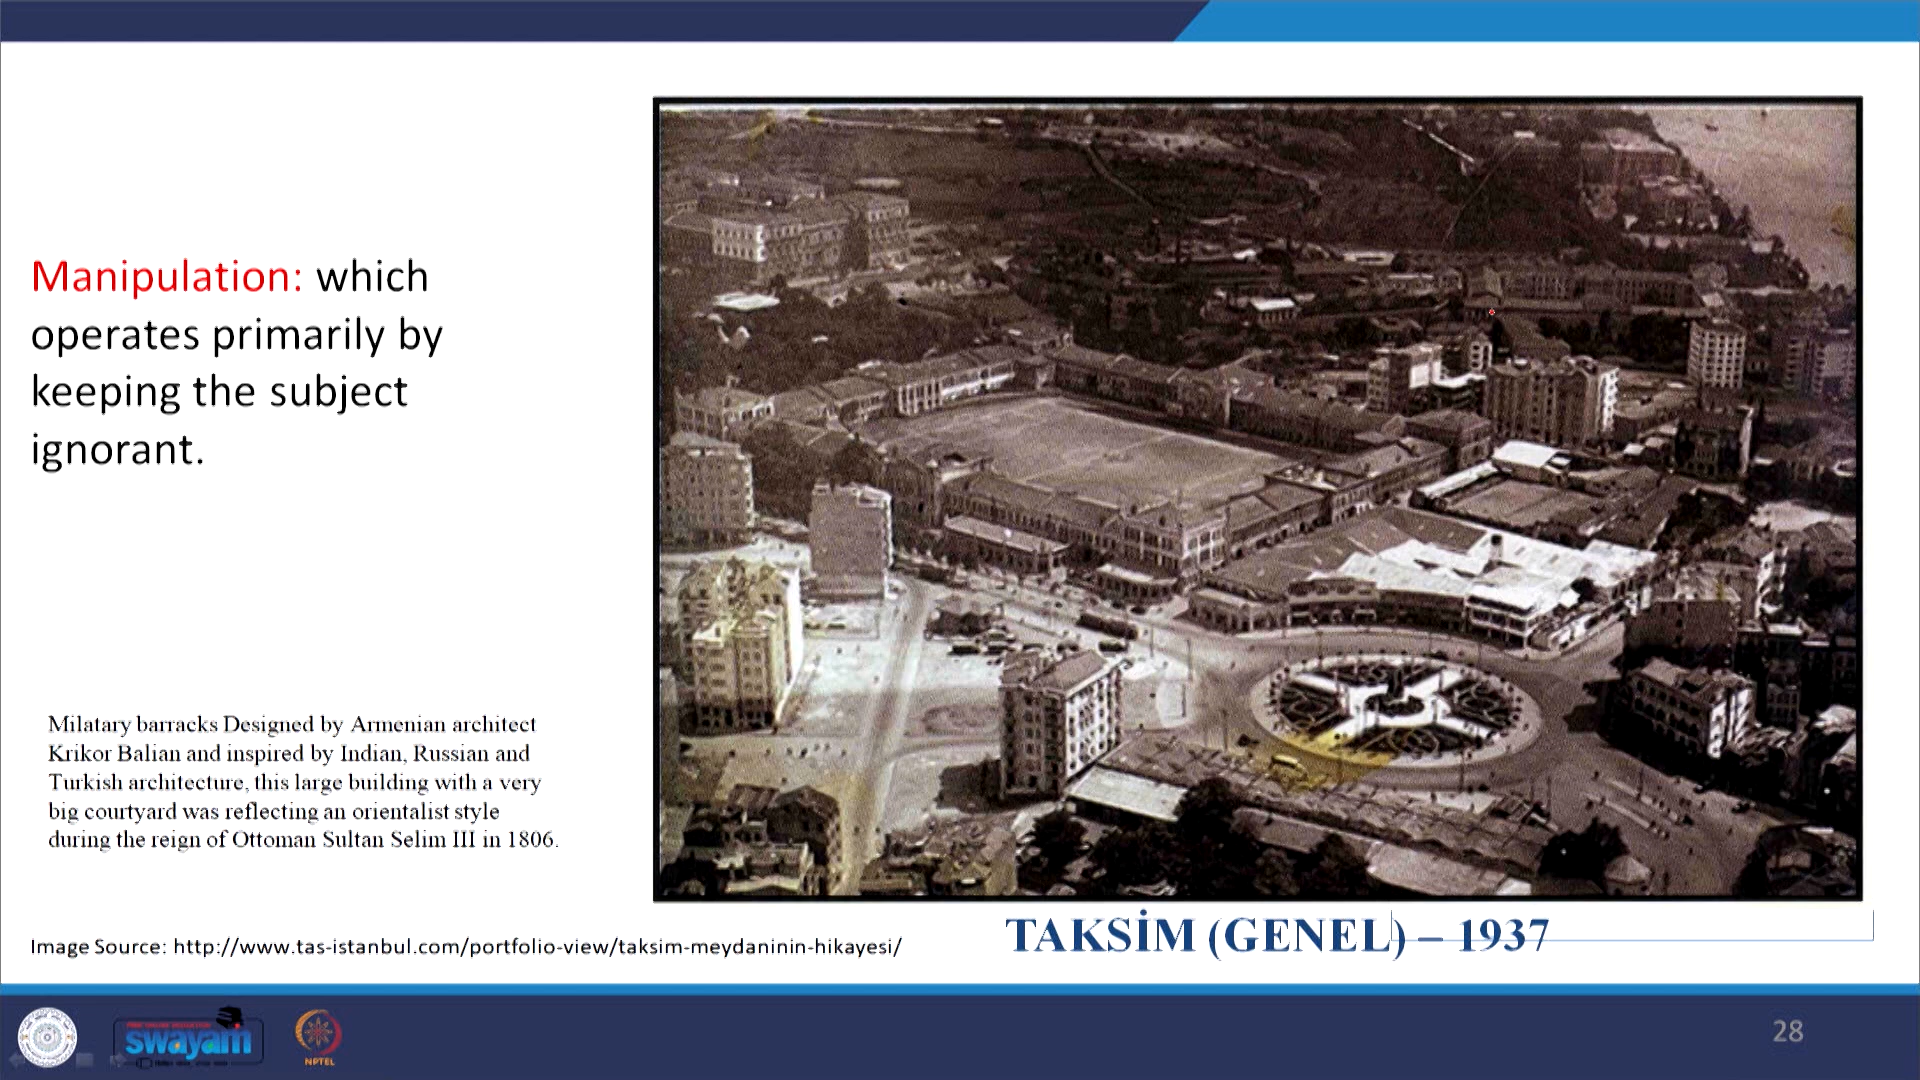 Manipulation: which
operates primarily by
keeping the subject
ignorant.
Milatary barracks Designed by Armenian architect
Krikor Balian and inspired by Indian, Russian and
Turkish architecture, this large building with a very
big courtyard was reflecting an orientalist style
during the reign of Ottoman Sultan Selim III in 1806.
Image Source: http://www.tas-istanbul.com/portfolio-view/taksim-meydaninin-hikayesi/
TAKSİM (GENEL) – 1937
swayam
NPTEL
28